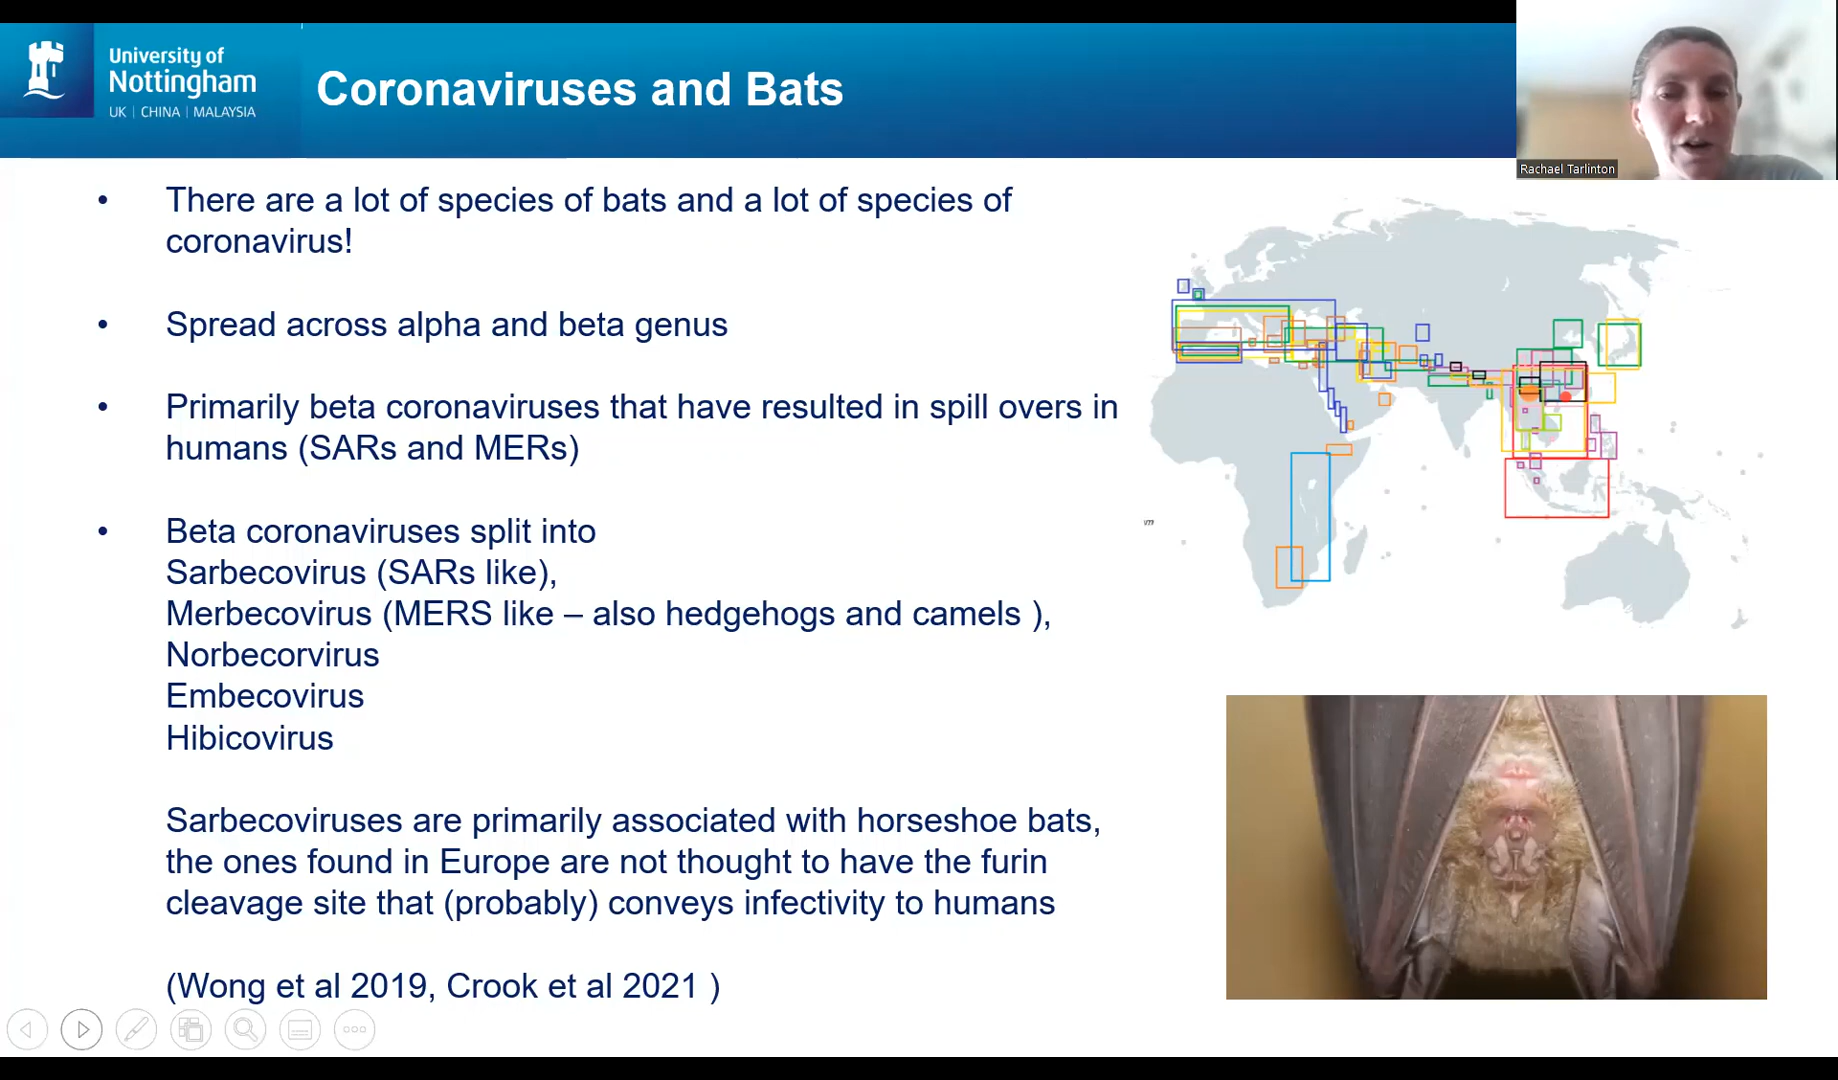 University of
Nottingham
UK | CHINA | MALAYSIA
Coronaviruses and Bats
Rachael Tarlinton
• There are a lot of species of bats and a lot of species of
coronavirus!
• Spread across alpha and beta genus
• Primarily beta coronaviruses that have resulted in spill overs in
humans (SARs and MERs)
• Beta coronaviruses split into
Sarbecovirus (SARs like),
Merbecovirus (MERS like – also hedgehogs and camels ),
Norbecorvirus
Embecovirus
Hibicovirus
Sarbecoviruses are primarily associated with horseshoe bats,
the ones found in Europe are not thought to have the furin
cleavage site that (probably) conveys infectivity to humans
(Wong et al 2019, Crook et al 2021 )